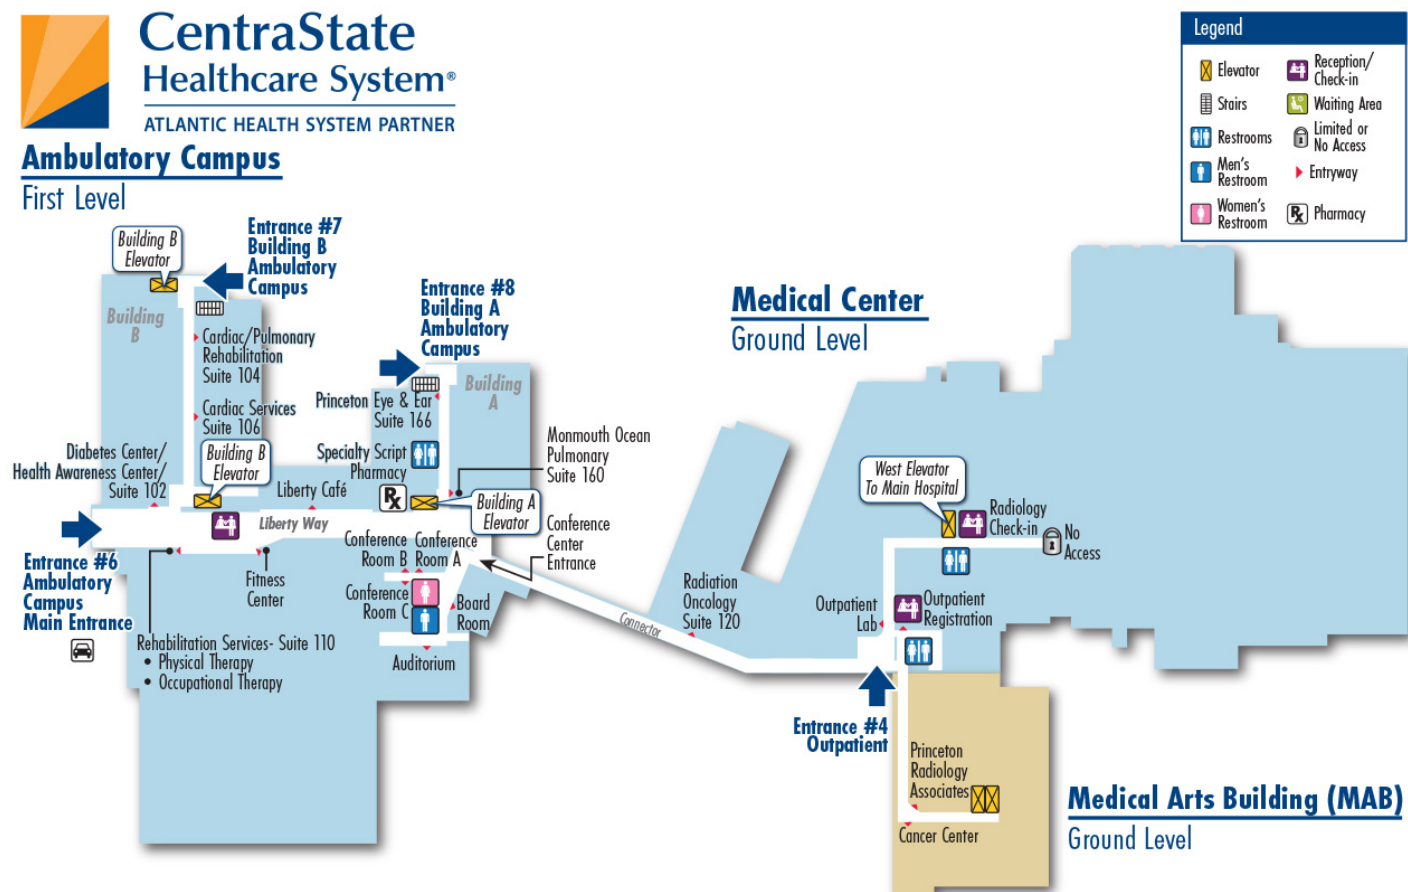 CentraState
Healthcare System®
ATLANTIC HEALTH SYSTEM PARTNER
Ambulatory Campus
First Level
Legend
Elevator
Reception/
Check-in
Stairs
Waiting Area
Restrooms
Limited or
No Access
Men's
Restroom
Entryway
Women's
Restroom
Rx
Pharmacy
Building B
Elevator
Entrance #7
Building B
Ambulatory
Campus
Building
B
Cardiac/Pulmonary
Rehabilitation
Suite 104
Cardiac Services
Suite 106
Diabetes Center/
Health Awareness Center/
Suite 102
Building B
Elevator
Entrance #8
Building A
Ambulatory
Campus
Building
A
Princeton Eye & Ear
Suite 166
Specialty Script
Pharmacy
Rx
Monmouth Ocean
Pulmonary
Suite 160
Building A
Elevator
Liberty Café
Liberty Way
Conference
Center
Entrance
Entrance #6
Ambulatory
Campus
Main Entrance
Fitness
Center
Rehabilitation Services- Suite 110
• Physical Therapy
• Occupational Therapy
Conference
Room B
Conference
Room A
Conference
Room C
Board
Room
Auditorium
Connector
Medical Center
Ground Level
West Elevator
To Main Hospital
Radiology
Check-in
No
Access
Radiation
Oncology
Suite 120
Outpatient
Lab
Outpatient
Registration
Entrance #4
Outpatient
Princeton
Radiology
Associates
Cancer Center
Medical Arts Building (MAB)
Ground Level